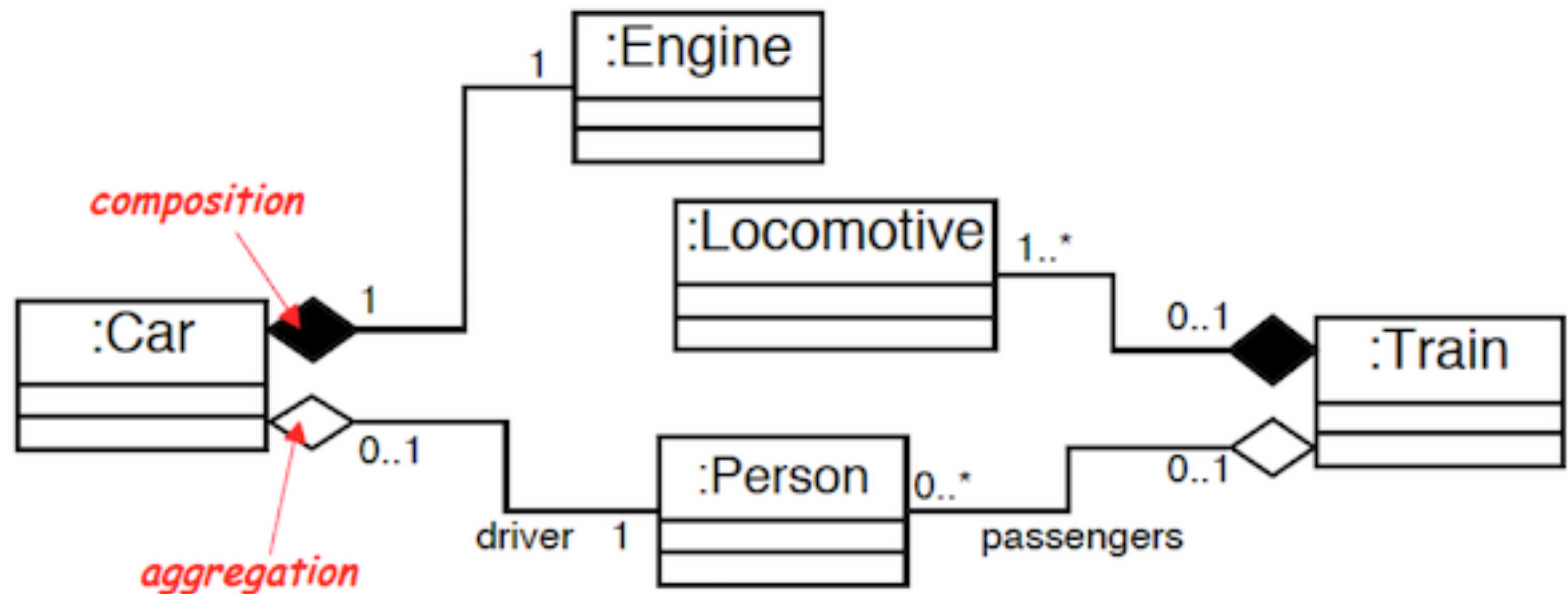 :Engine
1
composition
:Locomotive
1..*
1
0..1
:Car
:Train
0..1
0..1
:Person
0..*
driver 1
passengers
aggregation